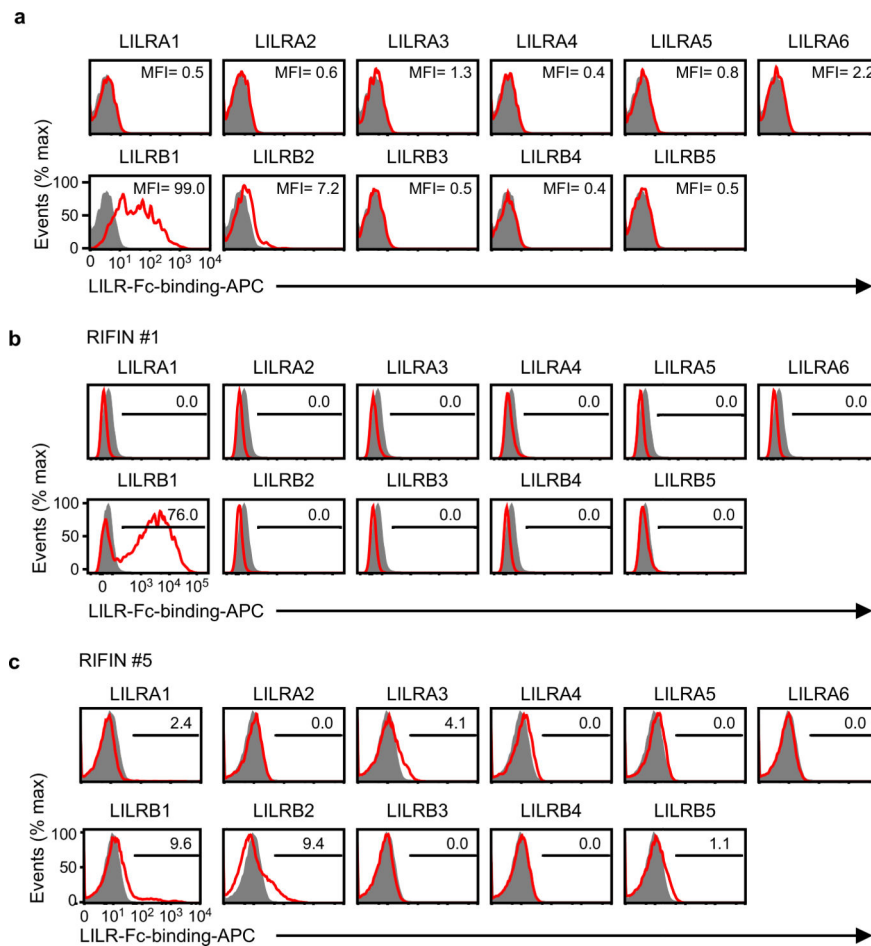 a
LILRA1 LILRA2 LILRA3 LILRA4 LILRA5 LILRA6
MFI= 0.5 MFI= 0.6 MFI= 1.3 MFI= 0.4 MFI= 0.8 MFI= 2.2
LILRB1 LILRB2 LILRB3 LILRB4 LILRB5
MFI= 99.0 MFI= 7.2 MFI= 0.5 MFI= 0.4 MFI= 0.5
Events (% max)
100
50
0
0 10¹ 10² 10³ 10⁴
LILR-Fc-binding-APC
b RIFIN #1
LILRA1 LILRA2 LILRA3 LILRA4 LILRA5 LILRA6
0.0 0.0 0.0 0.0 0.0 0.0
LILRB1 LILRB2 LILRB3 LILRB4 LILRB5
76.0 0.0 0.0 0.0 0.0
Events (% max)
100
50
0
0 10³ 10⁴ 10⁵
LILR-Fc-binding-APC
c RIFIN #5
LILRA1 LILRA2 LILRA3 LILRA4 LILRA5 LILRA6
2.4 0.0 4.1 0.0 0.0 0.0
LILRB1 LILRB2 LILRB3 LILRB4 LILRB5
9.6 9.4 0.0 0.0 1.1
Events (% max)
100
50
0
0 10¹ 10² 10³ 10⁴
LILR-Fc-binding-APC